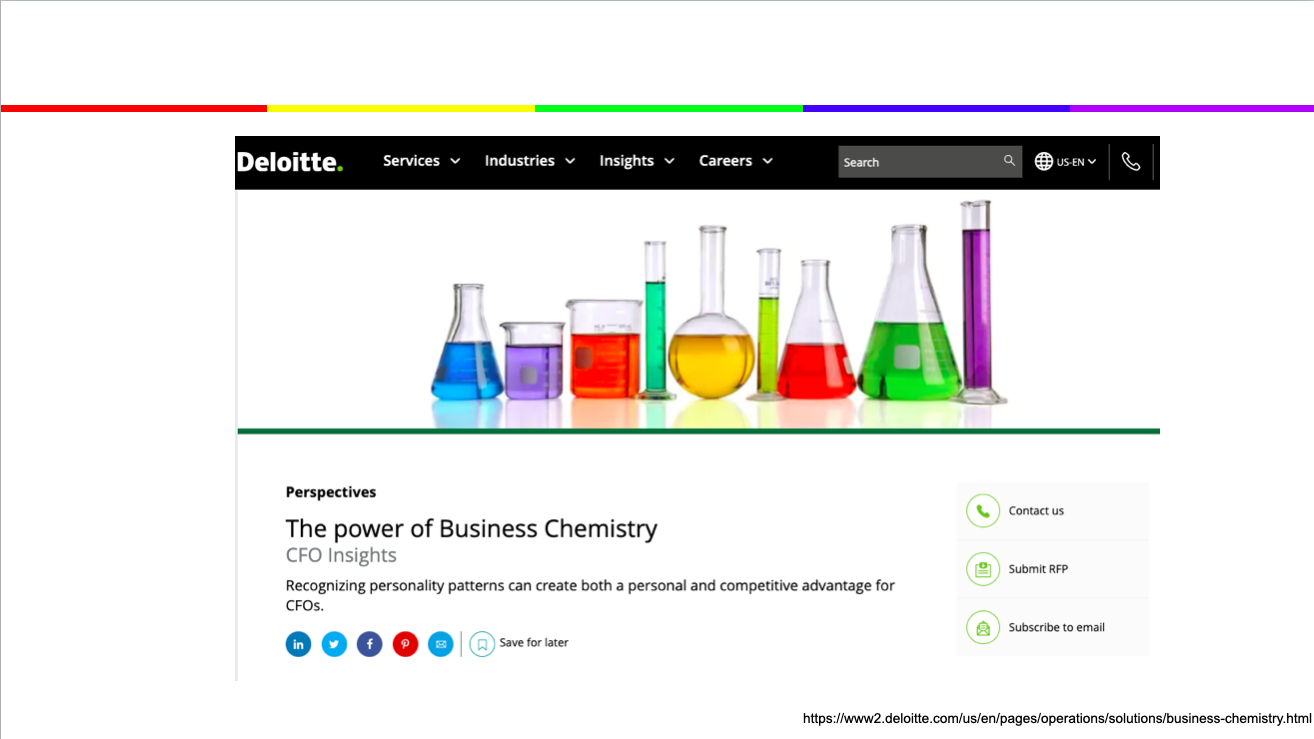 Deloitte.
Services
Industries
Insights
Careers
Search
US-EN
Perspectives
The power of Business Chemistry
CFO Insights
Recognizing personality patterns can create both a personal and competitive advantage for
CFOs.
Save for later
Contact us
Submit RFP
Subscribe to email
https://www2.deloitte.com/us/en/pages/operations/solutions/business-chemistry.html